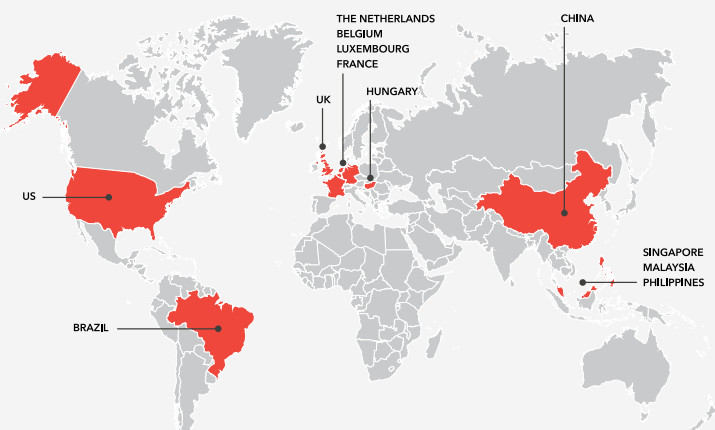 THE NETHERLANDS
BELGIUM
LUXEMBOURG
FRANCE
CHINA
UK
HUNGARY
US
SINGAPORE
MALAYSIA
PHILIPPINES
BRAZIL